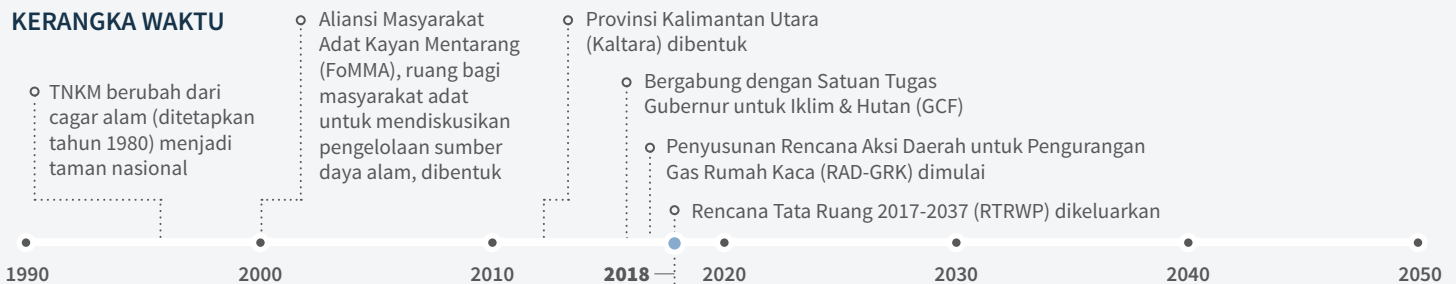 KERANGKA WAKTU
TNKM berubah dari
cagar alam (ditetapkan
tahun 1980) menjadi
taman nasional
Aliansi Masyarakat
Adat Kayan Mentarang
(FoMMA), ruang bagi
masyarakat adat
untuk mendiskusikan
pengelolaan sumber
daya alam, dibentuk
Provinsi Kalimantan Utara
(Kaltara) dibentuk
Bergabung dengan Satuan Tugas
Gubernur untuk Iklim & Hutan (GCF)
Penyusunan Rencana Aksi Daerah untuk Pengurangan
Gas Rumah Kaca (RAD-GRK) dimulai
Rencana Tata Ruang 2017-2037 (RTRWP) dikeluarkan
1990 2000 2010 2018 2020 2030 2040 2050